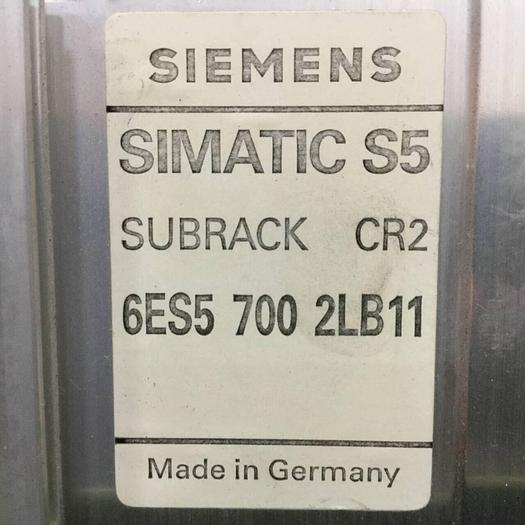 SIEMENS
SIMATIC S5
SUBRACK CR2
6ES5 700 2LB11
Made in Germany